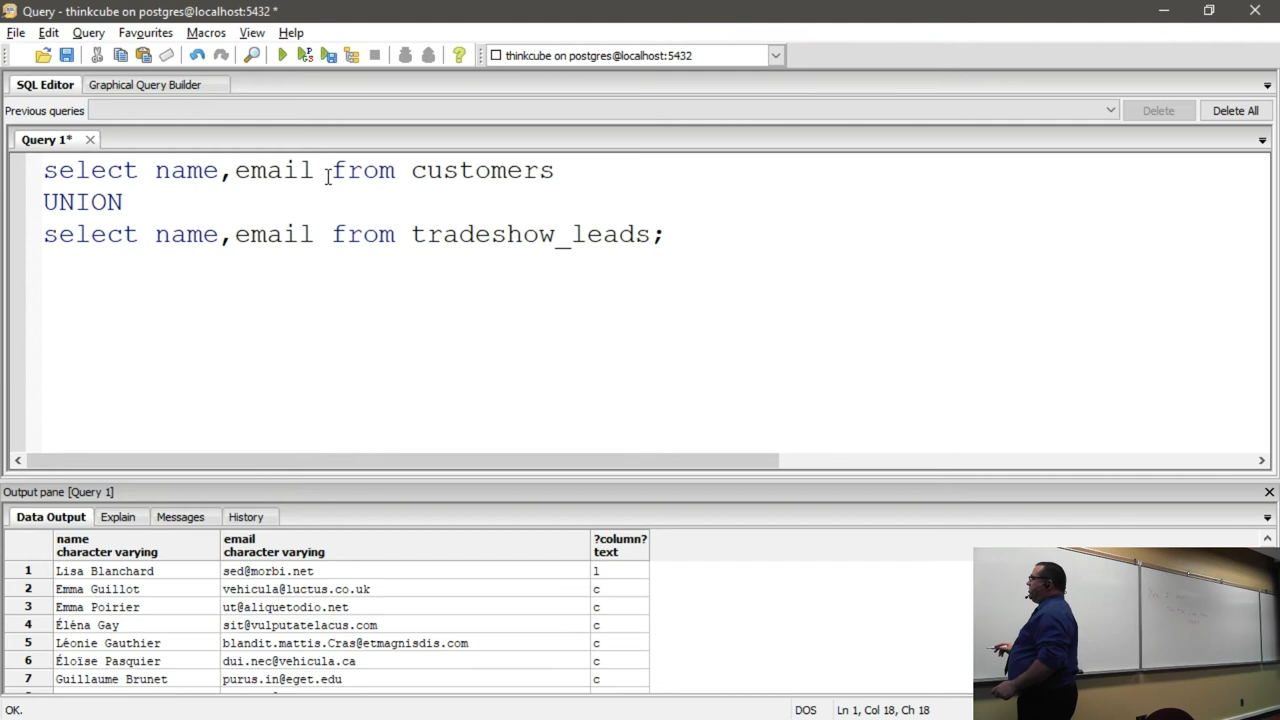 Query - thinkcube on postgres@localhost:5432 *
File Edit Query Favourites Macros View Help
thinkcube on postgres@localhost:5432
SQL Editor Graphical Query Builder
Previous queries Delete Delete All
Query 1*
select name,email from customers
UNION
select name,email from tradeshow_leads;
Output pane [Query 1]
Data Output Explain Messages History
name email ?column?
character varying character varying text
1 Lisa Blanchard sed@morbi.net l
2 Emma Guillot vehicula@luctus.co.uk c
3 Emma Poirier ut@aliquetodio.net c
4 Éléna Gay sit@vulputatelacus.com c
5 Léonie Gauthier blandit.mattis.Cras@etmagnisdis.com c
6 Éloïse Pasquier dui.nec@vehicula.ca c
7 Guillaume Brunet purus.in@eget.edu c
OK. DOS Ln 1, Col 18, Ch 18